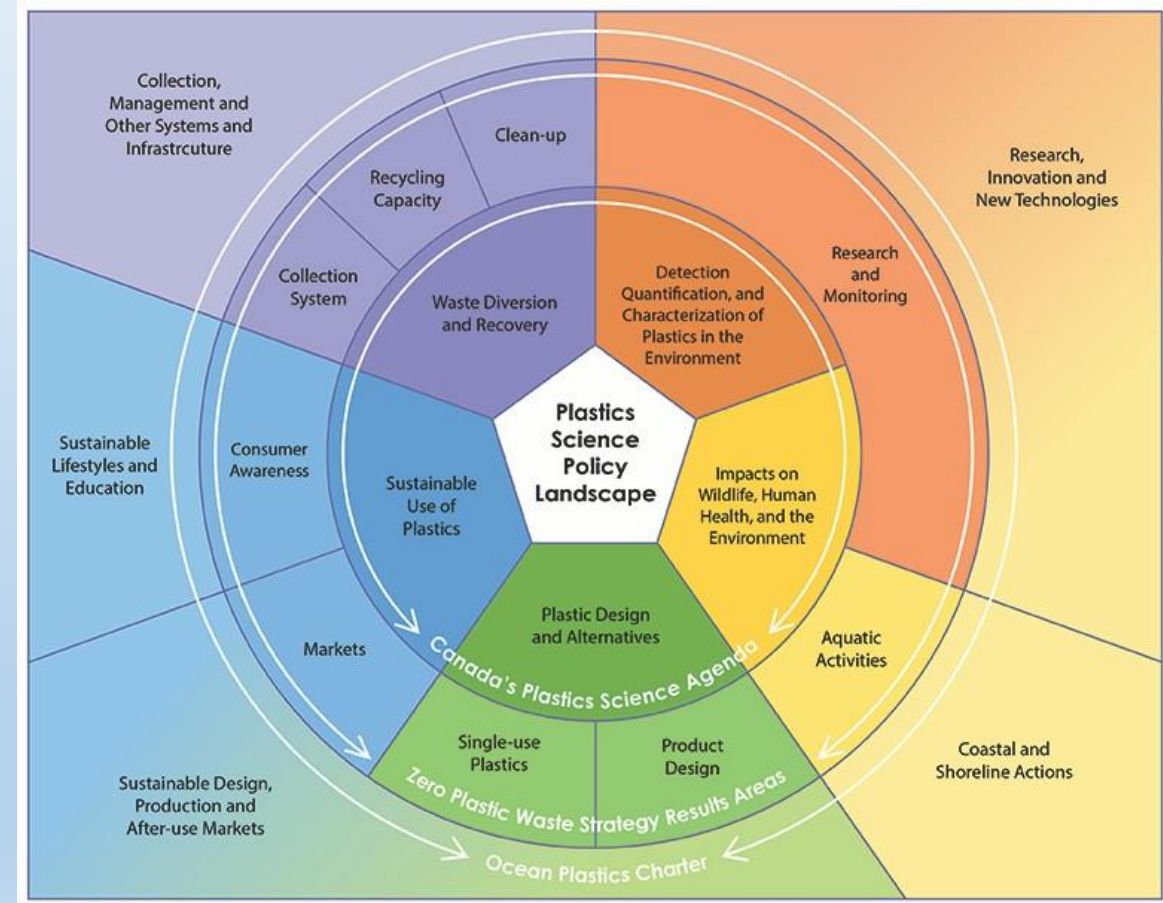 Collection,
Management and
Other Systems and
Infrastrcuture
Clean-up
Recycling
Capacity
Collection
System
Waste Diversion
and Recovery
Detection
Quantification, and
Characterization of
Plastics in the
Environment
Research
and
Monitoring
Research,
Innovation and
New Technologies
Plastics
Science
Policy
Landscape
Sustainable
Lifestyles and
Education
Consumer
Awareness
Sustainable
Use of
Plastics
Impacts on
Wildlife, Human
Health, and the
Environment
Plastic Design
and Alternatives
Markets
Aquatic
Activities
Canada's Plastics Science Agenda
Single-use
Plastics
Product
Design
Zero Plastic Waste Strategy Results Areas
Sustainable Design,
Production and
After-use Markets
Coastal and
Shoreline Actions
Ocean Plastics Charter